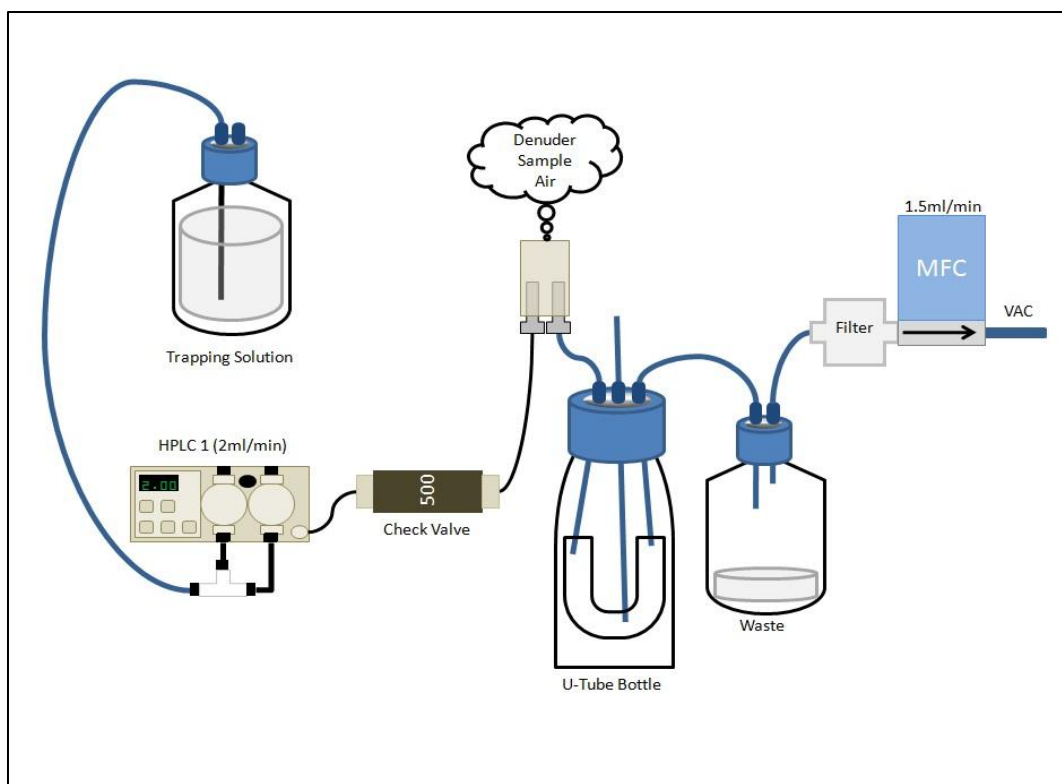 Denuder
Sample
Air
1.5ml/min
MFC
VAC
Filter
Trapping Solution
HPLC 1 (2ml/min)
2.00
500
Check Valve
Waste
U-Tube Bottle